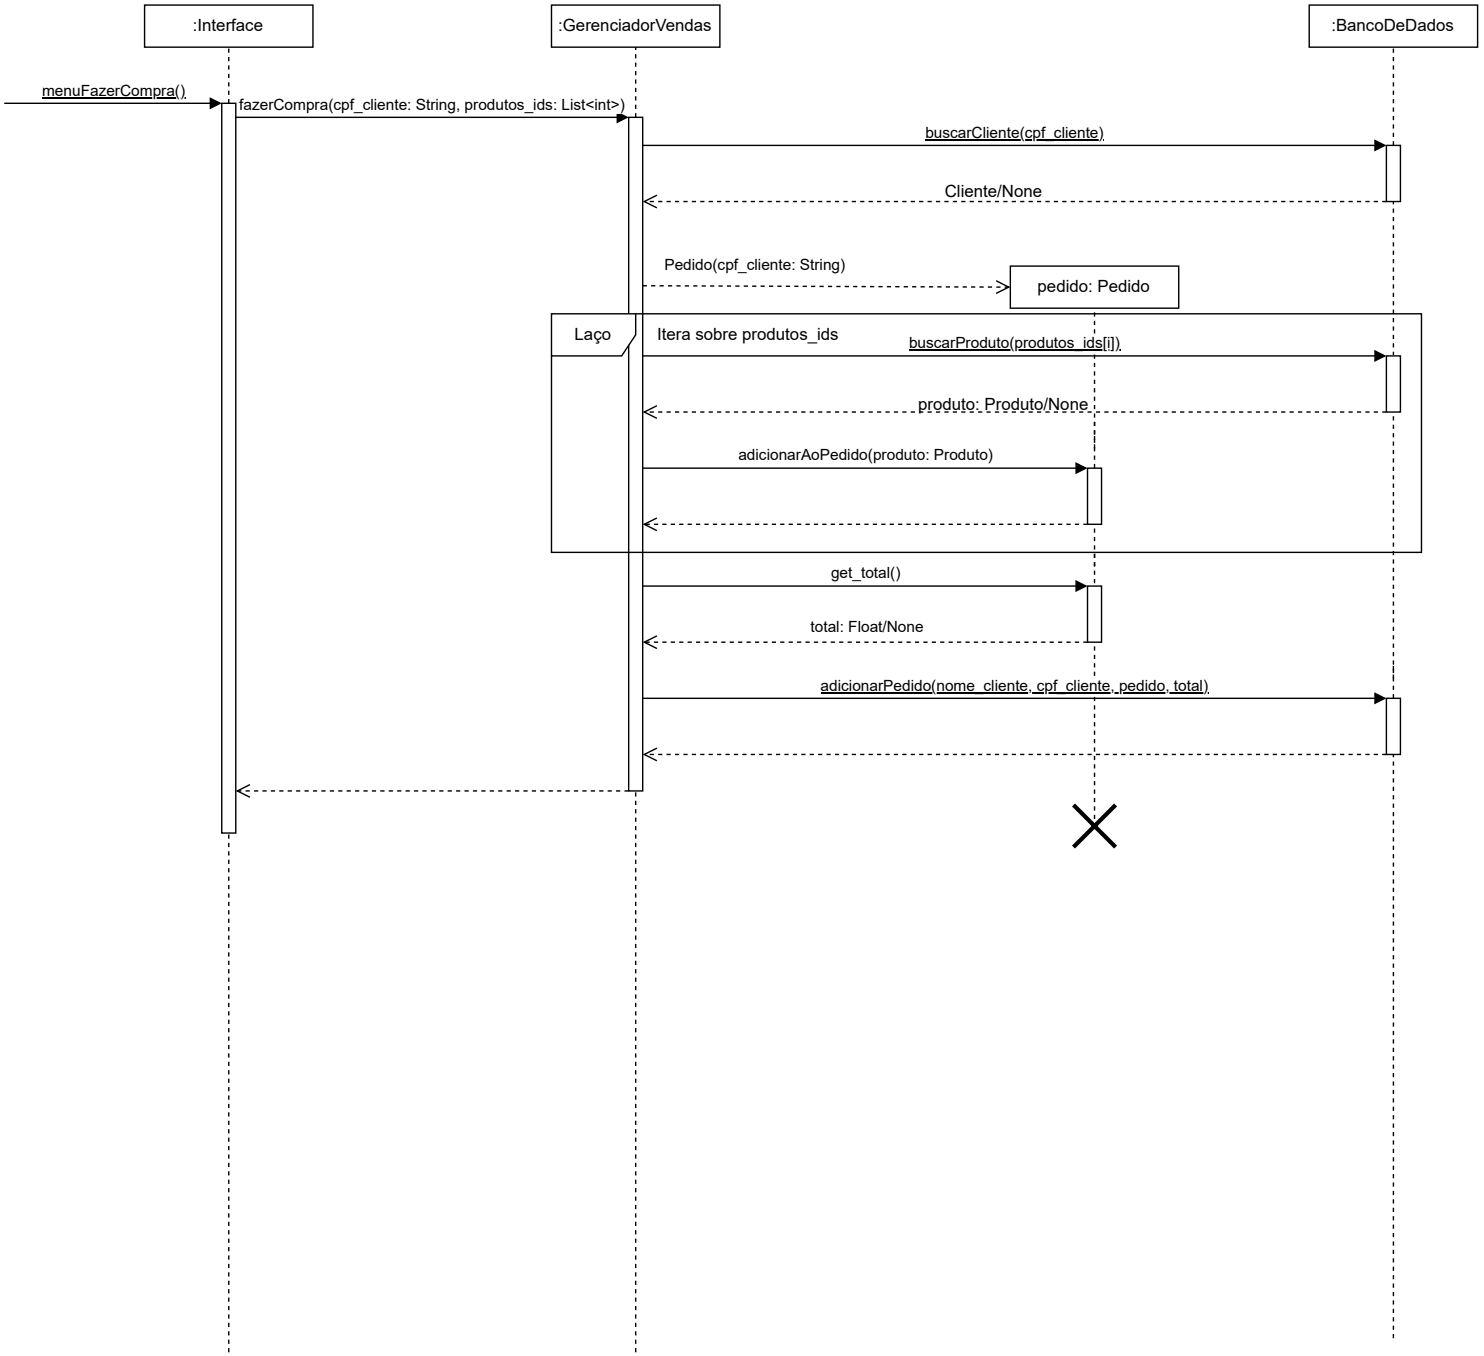 :Interface
:GerenciadorVendas
:BancoDeDados
menuFazerCompra()
fazerCompra(cpf_cliente: String, produtos_ids: List<int>)
buscarCliente(cpf_cliente)
Cliente/None
Pedido(cpf_cliente: String)
pedido: Pedido
Laço
Itera sobre produtos_ids
buscarProduto(produtos_ids[i])
produto: Produto/None
adicionarAoPedido(produto: Produto)
get_total()
total: Float/None
adicionarPedido(nome_cliente, cpf_cliente, pedido, total)